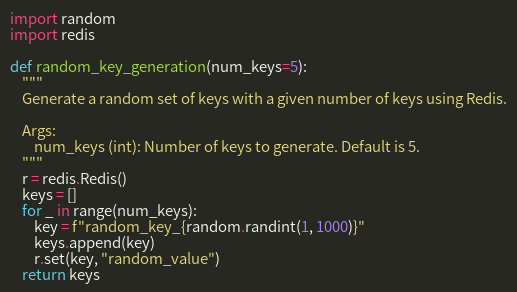 import random
import redis

def random_key_generation(num_keys=5):
    """
    Generate a random set of keys with a given number of keys using Redis.

    Args:
        num_keys (int): Number of keys to generate. Default is 5.
    """
    r = redis.Redis()
    keys = []
    for _ in range(num_keys):
        key = f"random_key_{random.randint(1, 1000)}"
        keys.append(key)
        r.set(key, "random_value")
    return keys